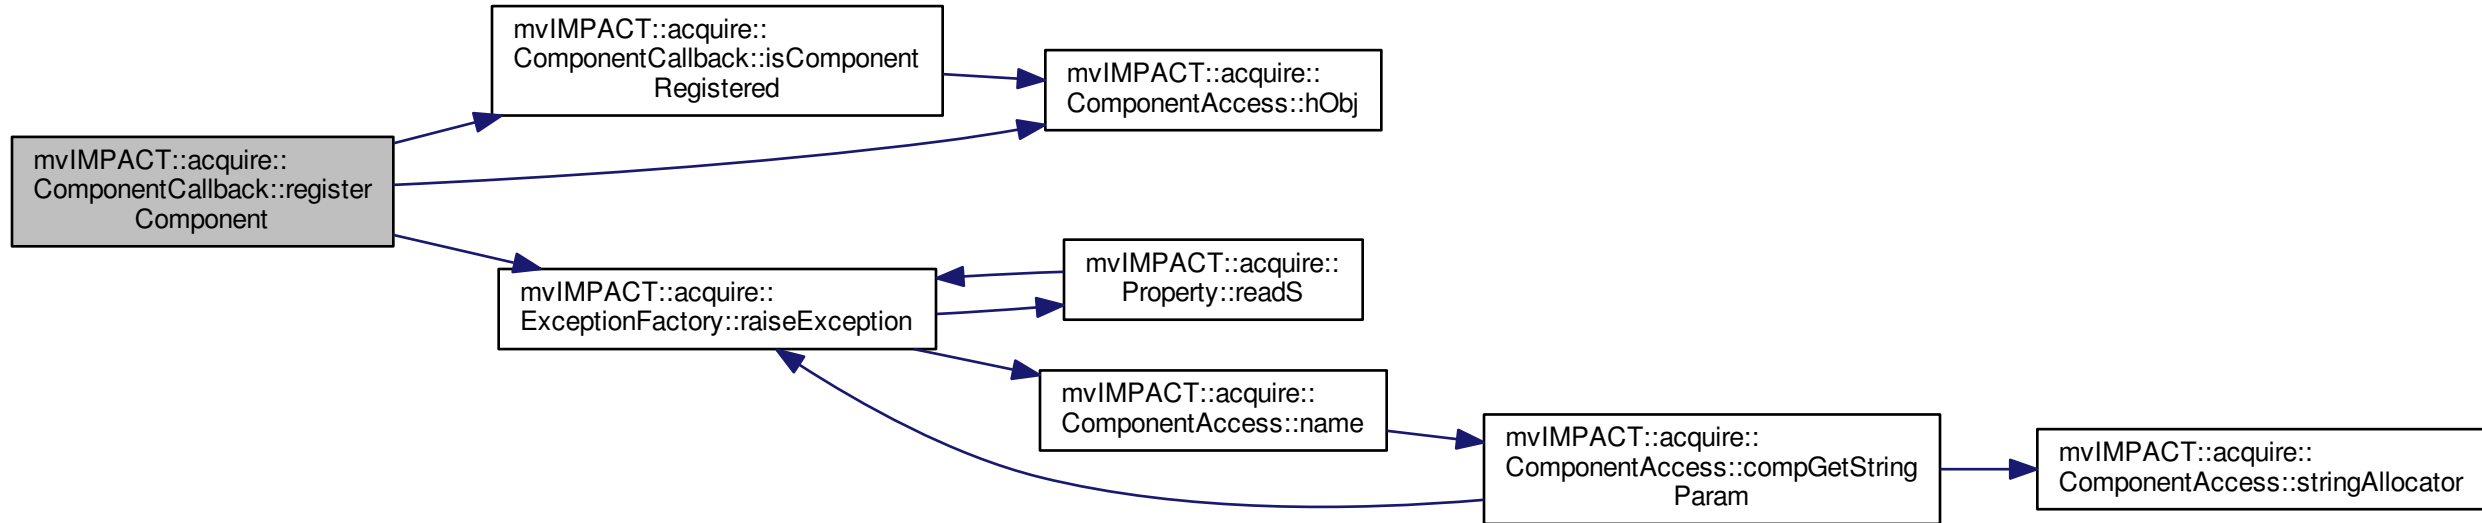 mvIMPACT::acquire::
ComponentCallback::register
Component
mvIMPACT::acquire::
ComponentCallback::isComponent
Registered
mvIMPACT::acquire::
ComponentAccess::hObj
mvIMPACT::acquire::
ExceptionFactory::raiseException
mvIMPACT::acquire::
Property::readS
mvIMPACT::acquire::
ComponentAccess::name
mvIMPACT::acquire::
ComponentAccess::compGetString
Param
mvIMPACT::acquire::
ComponentAccess::stringAllocator